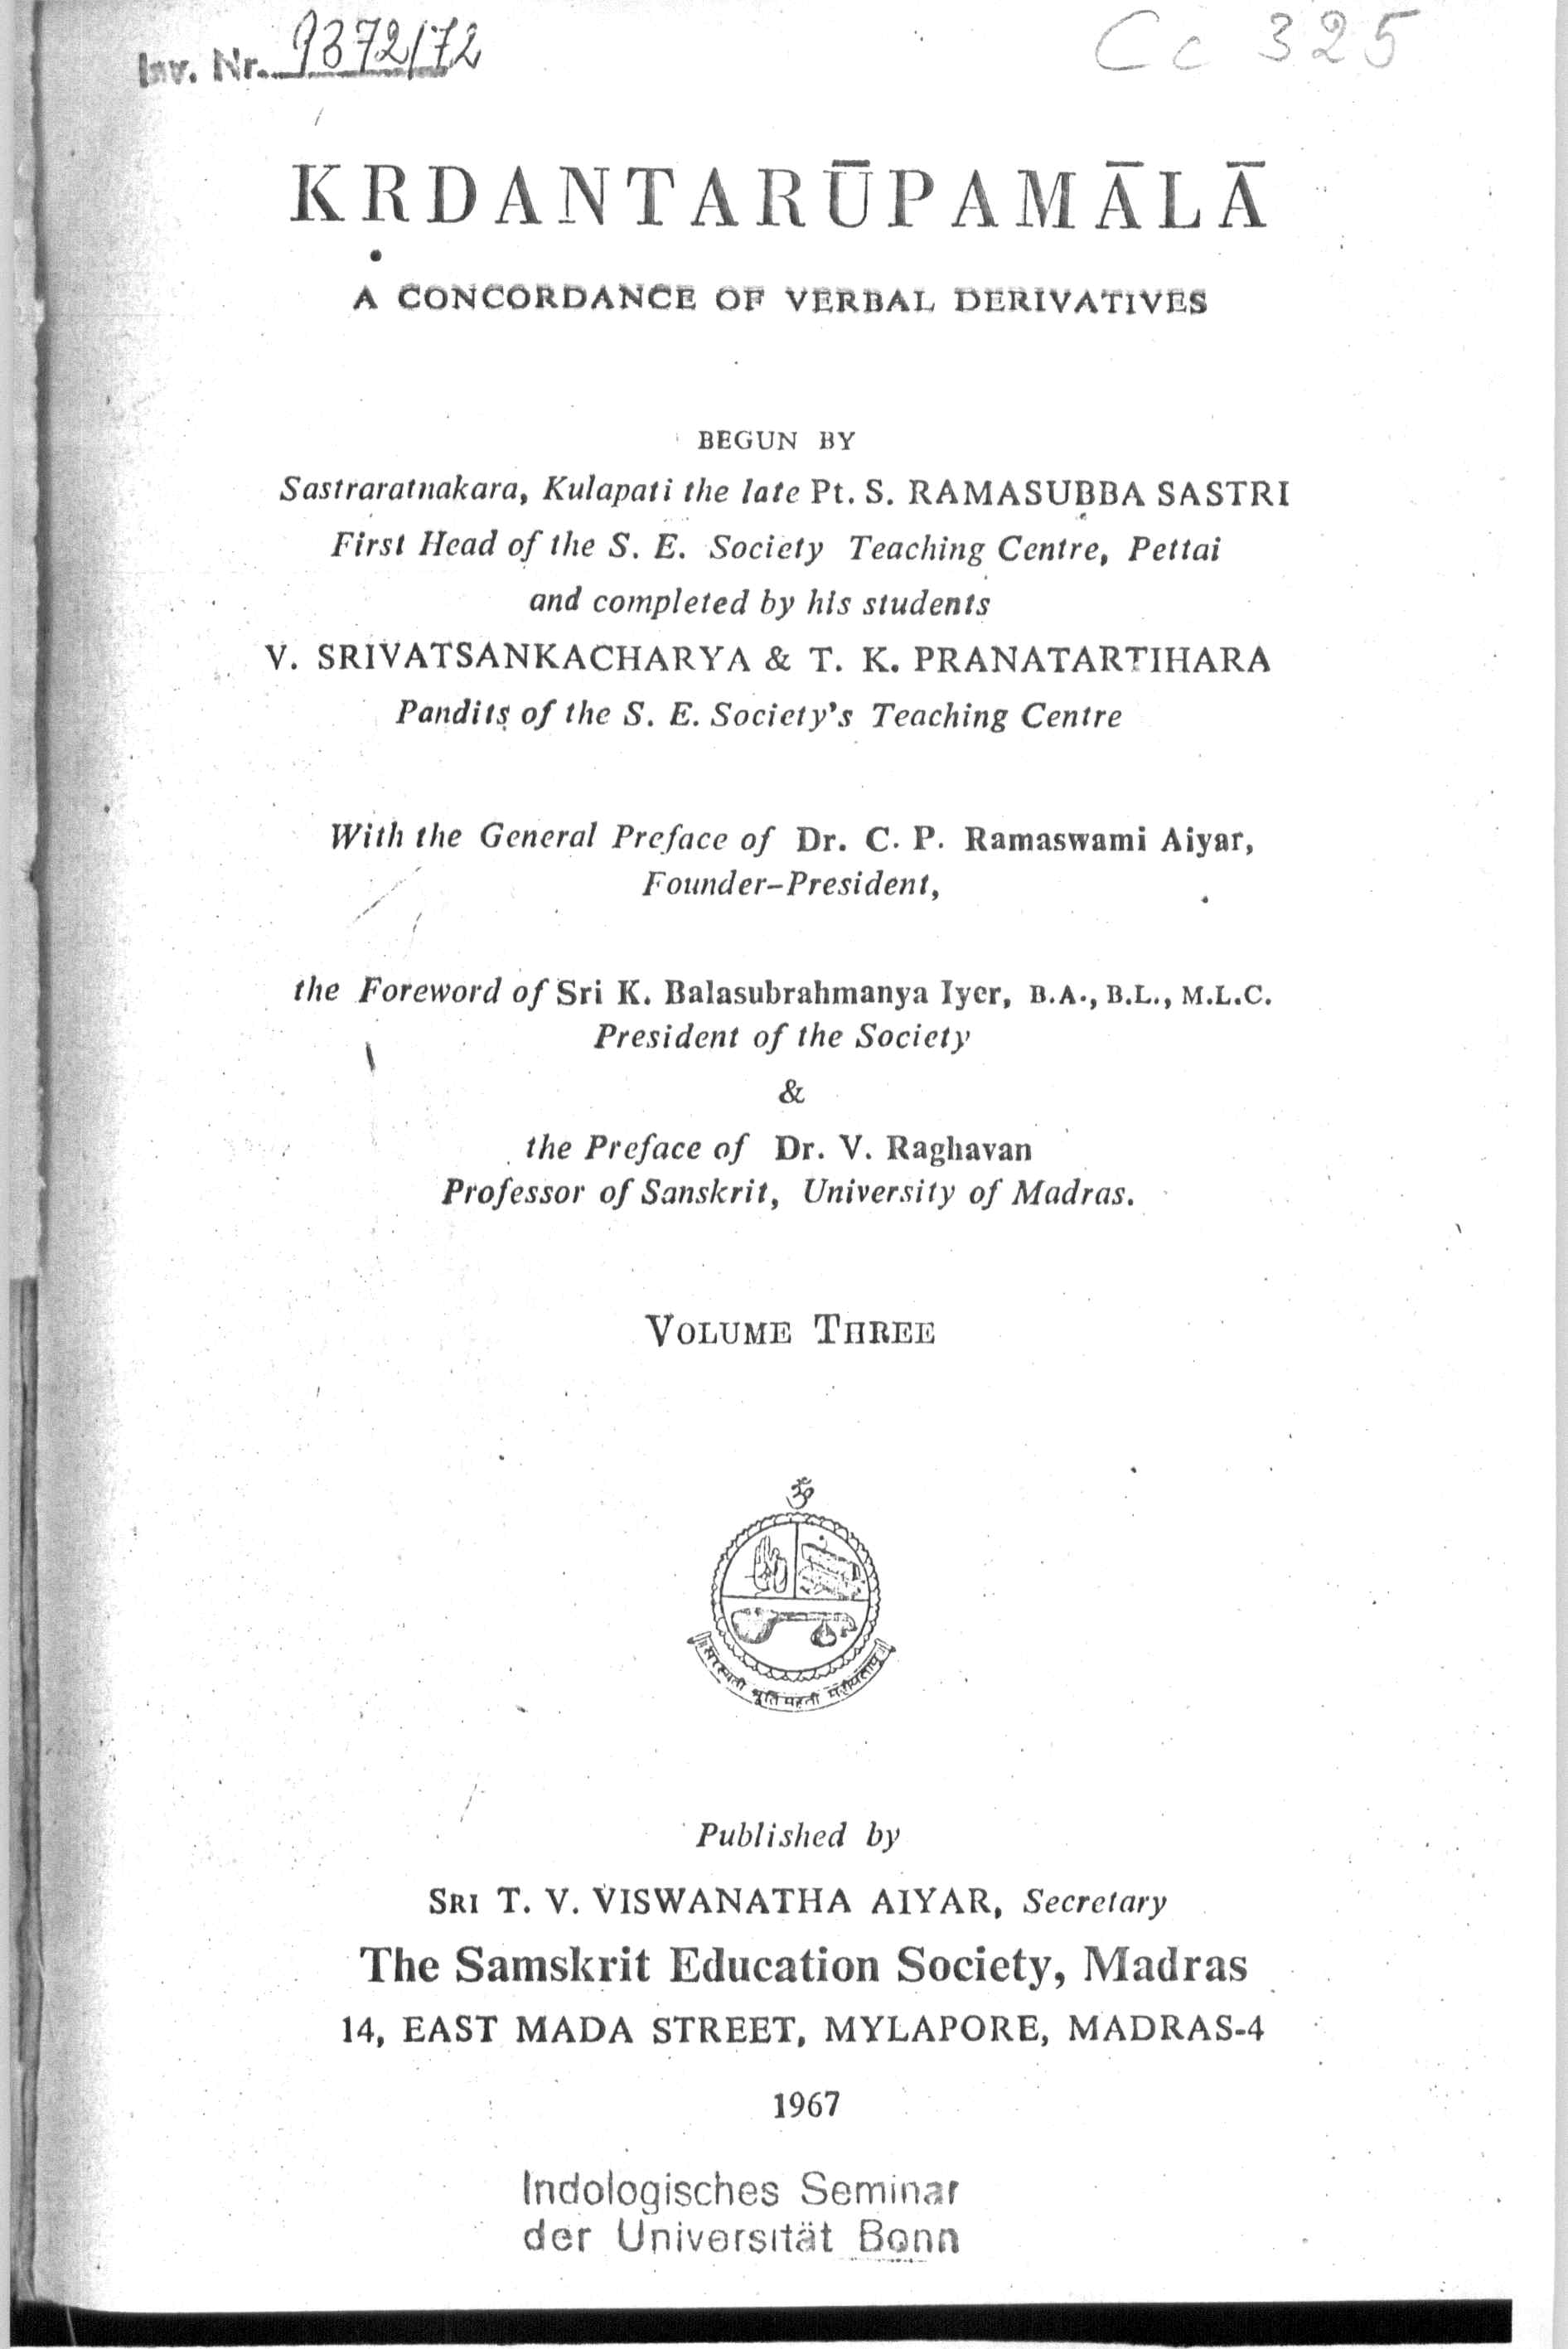 Inv. Nr. 9372/72
Cc 325
KṚDANTARŪPAMĀLĀ
A CONCORDANCE OF VERBAL DERIVATIVES
BEGUN BY
Sastraratnakara, Kulapati the late Pt. S. RAMASUBBA SASTRI
First Head of the S. E. Society Teaching Centre, Pettai
and completed by his students
V. SRIVATSANKACHARYA & T. K. PRANATARTIHARA
Pandits of the S. E. Society's Teaching Centre
With the General Preface of Dr. C. P. Ramaswami Aiyar,
Founder-President,
the Foreword of Sri K. Balasubrahmanya Iyer, B.A., B.L., M.L.C.
President of the Society
&
the Preface of Dr. V. Raghavan
Professor of Sanskrit, University of Madras.
VOLUME THREE
ॐ
सरस्वती श्रुतिमहती महीयताम्
Published by
SRI T. V. VISWANATHA AIYAR, Secretary
The Samskrit Education Society, Madras
14, EAST MADA STREET, MYLAPORE, MADRAS-4
1967
Indologisches Seminar
der Universität Bonn